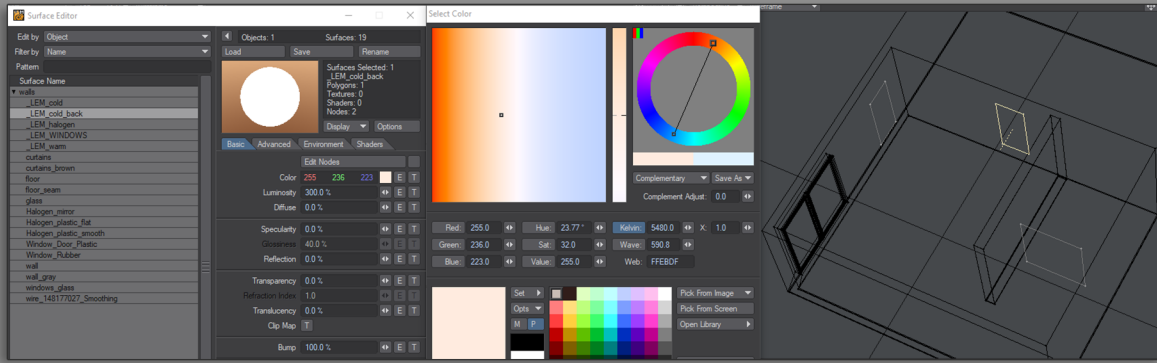 Surface Editor
Edit by Object
Filter by Name
Pattern
Surface Name
walls
_LEM_cold
_LEM_cold_back
_LEM_halogen
_LEM_WINDOWS
_LEM_warm
curtains
curtains_brown
floor
floor_seam
glass
Halogen_mirror
Halogen_plastic_flat
Halogen_plastic_smooth
Window_Door_Plastic
Window_Rubber
wall
wall_gray
windows_glass
wire_148177027_Smoothing
Objects: 1 Surfaces: 19
Load Save Rename
Surfaces Selected: 1
_LEM_cold_back
Polygons: 1
Textures: 0
Shaders: 0
Nodes: 2
Display Options
Basic Advanced Environment Shaders
Edit Nodes
Color 255 236 223 E T
Luminosity 300.0 % E T
Diffuse 0.0 % E T
Specularity 0.0 % E T
Glossiness 40.0 % E T
Reflection 0.0 % E T
Transparency 0.0 % E T
Refraction Index 1.0 E T
Translucency 0.0 % E T
Clip Map T
Bump 100.0 % E T
Select Color
Complementary Save As
Complement Adjust: 0.0
Red: 255.0 Hue: 23.77 ° Kelvin: 5480.0 X: 1.0
Green: 236.0 Sat: 32.0 Wave: 590.8
Blue: 223.0 Value: 255.0 Web: FFEBDF
Set Pick From Image
Opts Pick From Screen
M P Open Library